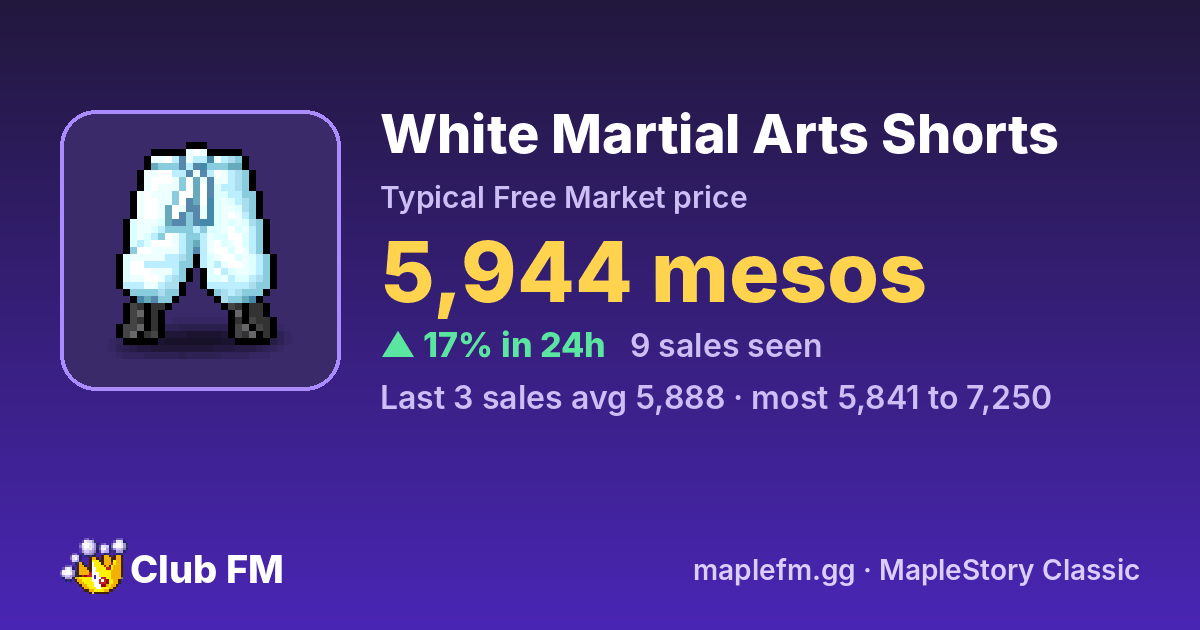 White Martial Arts Shorts
Typical Free Market price
5,944 mesos
▲ 17% in 24h 9 sales seen
Last 3 sales avg 5,888 · most 5,841 to 7,250
Club FM
maplefm.gg · MapleStory Classic